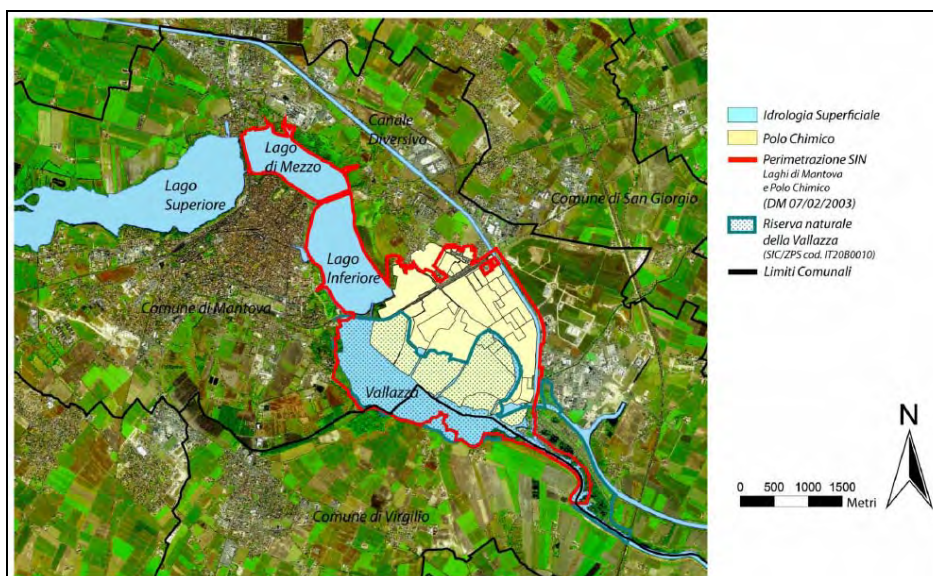 Canale
Diversivo
Lago
di Mezzo
Lago
Superiore
Comune di San Giorgio
Lago
Inferiore
Comune di Mantova
Vallazza
Comune di Virgilio
Idrologia Superficiale
Polo Chimico
Perimetrazione SIN
Laghi di Mantova
e Polo Chimico
(DM 07/02/2003)
Riserva naturale
della Vallazza
(SIC/ZPS cod. IT20B0010)
Limiti Comunali
N
0 500 1000 1500
Metri